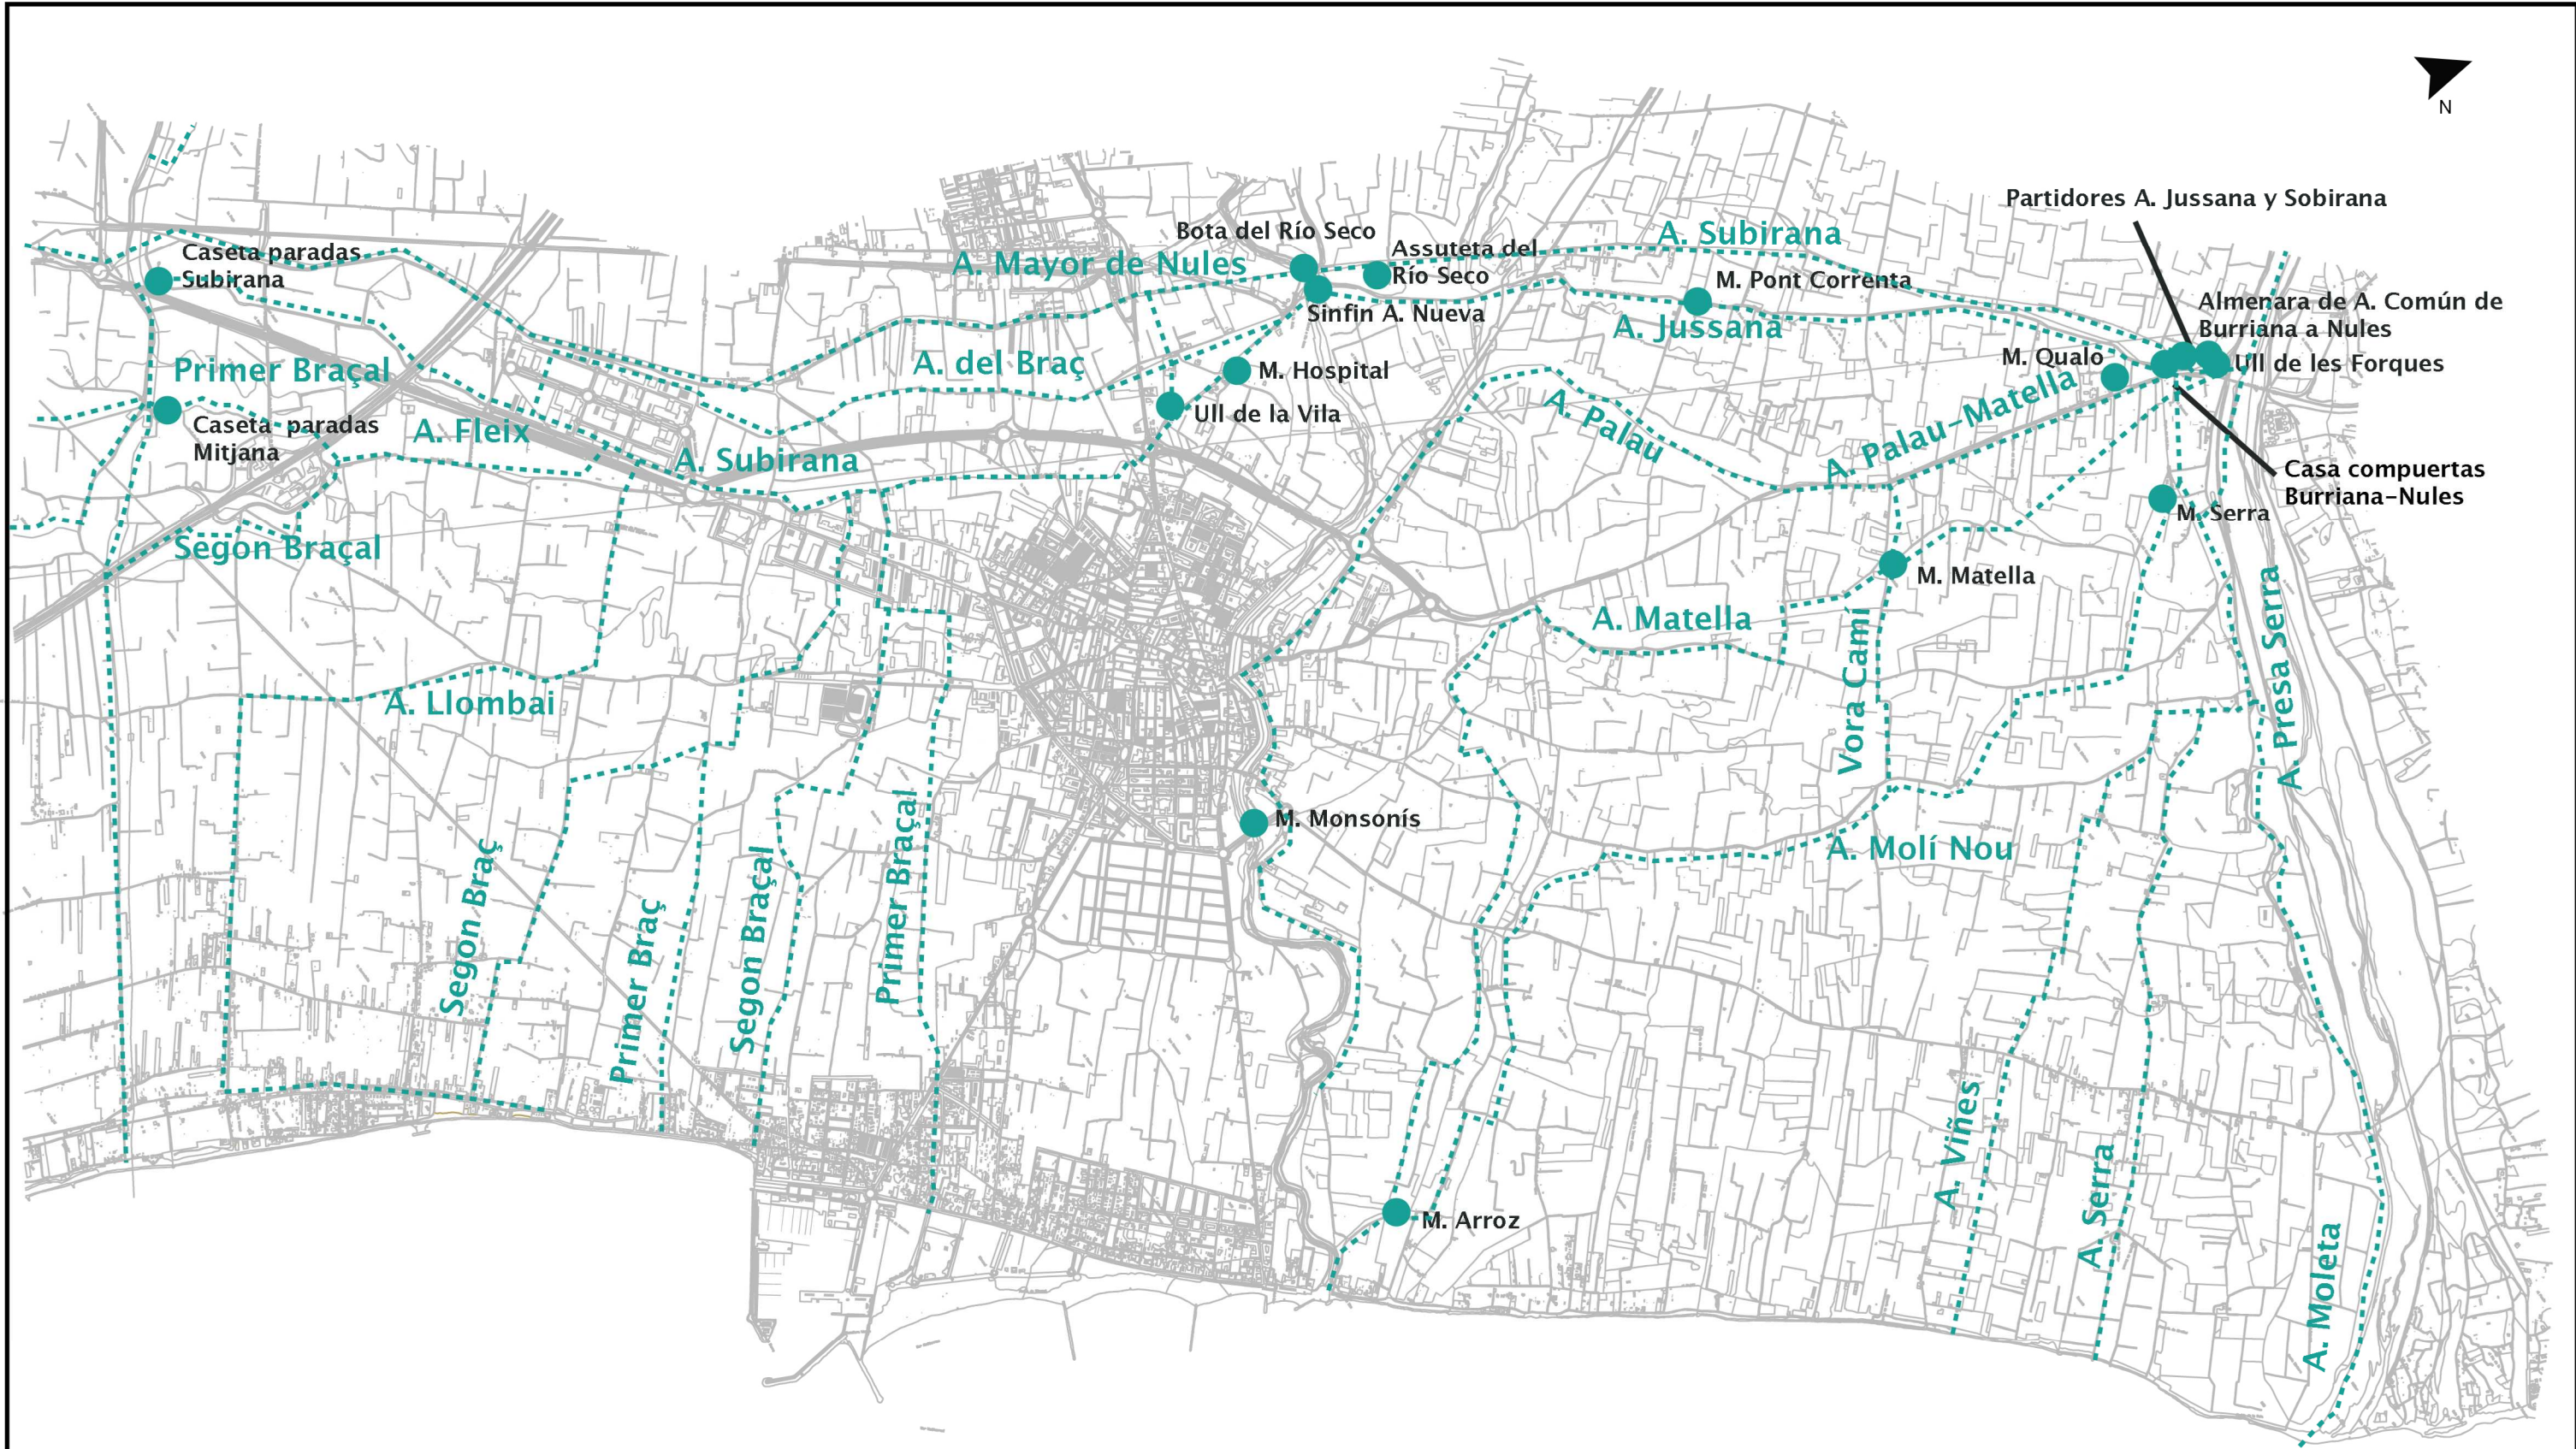 N
Partidores A. Jussana y Sobirana
Bota del Río Seco
Assuteta del
Río Seco
A. Subirana
Caseta paradas
Subirana
A. Mayor de Nules
M. Pont Correnta
Almenara de A. Común de
Burriana a Nules
Sinfin A. Nueva
A. Jussana
M. Qualo
Ull de les Forques
Primer Braçal
A. del Braç
M. Hospital
A. Palau
A. Palau-Matella
Ull de la Vila
Caseta paradas
Mitjana
A. Fleix
A. Subirana
Casa compuertas
Burriana-Nules
M. Serra
Segon Braçal
M. Matella
A. Matella
Vora Camí
A. Presa Serra
A. Llombai
M. Monsonís
A. Molí Nou
Segon Braç
Primer Braç
Segon Braçal
Primer Braçal
A. Viñes
A. Serra
M. Arroz
A. Moleta